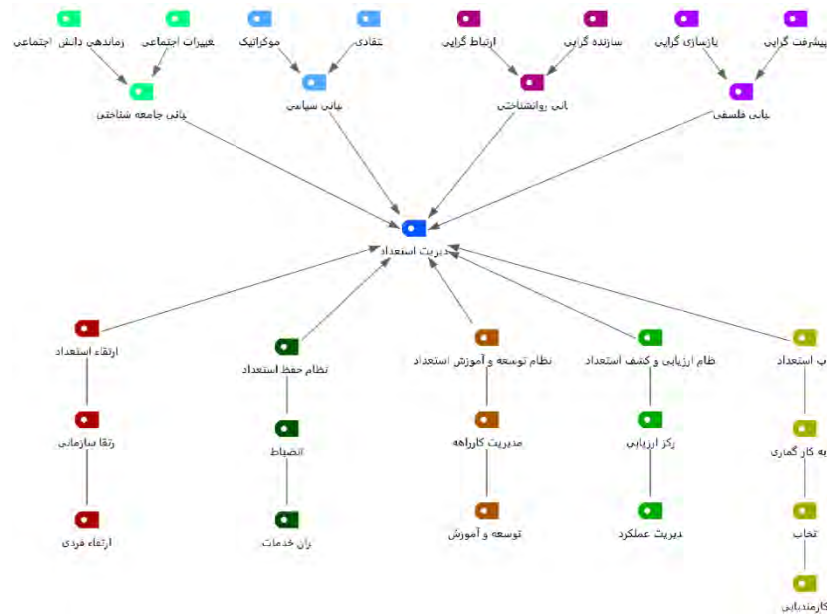 پیشرفت گرایی
بازسازی گرایی
سازنده گرایی
ارتباط گرایی
نتقادی
موکراتیک
تغییرات اجتماعی
زماندهی دانش اجتماعی
بانی فلسفی
بانی روانشناختی
بانی سیاسی
بانی جامعه شناختی
دیریت استعداد
ب استعداد
ظام ارزیابی و کشف استعداد
نظام توسعه و آموزش استعداد
نظام حفظ استعداد
ارتقاء استعداد
به کار گماری
رکز ارزیابی
مدیریت کارراهه
انضباط
رتقا سازمانی
تخاب
دیریت عملکرد
توسعه و آموزش
ران خدمات
ارتقاء فردی
کارمندیابی